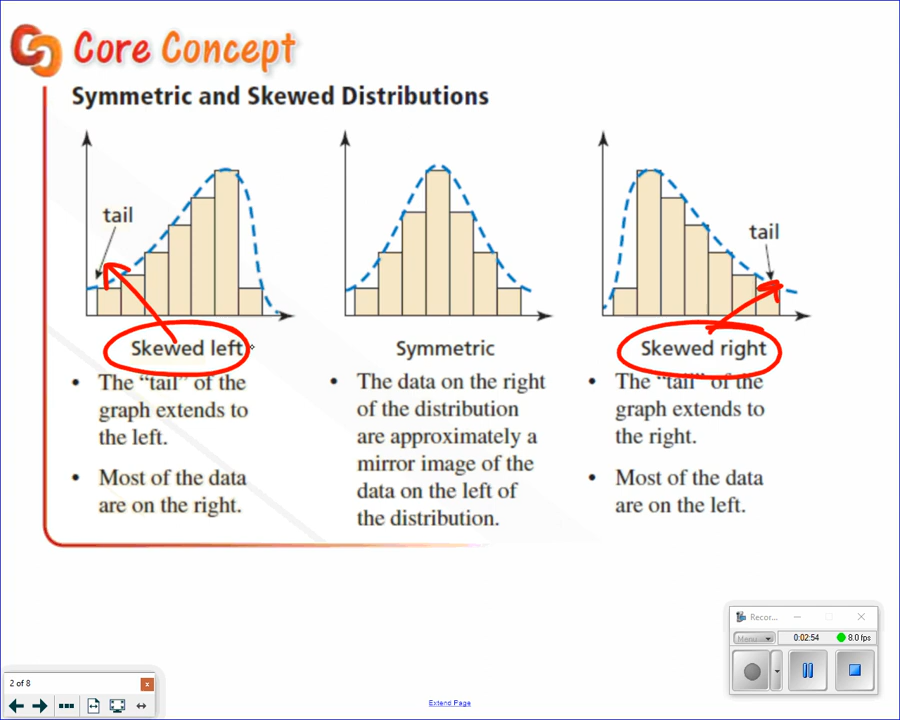 Core Concept
Symmetric and Skewed Distributions
tail
Skewed left
• The "tail" of the
graph extends to
the left.
• Most of the data
are on the right.
Symmetric
• The data on the right
of the distribution
are approximately a
mirror image of the
data on the left of
the distribution.
tail
Skewed right
• The "tail" of the
graph extends to
the right.
• Most of the data
are on the left.
Recor...
Menu
0:02:54
8.0 fps
2 of 8
Extend Page